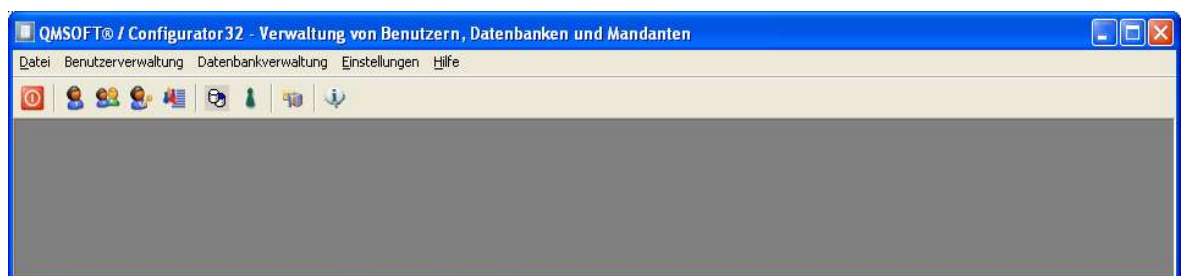 QMSOFT® / Configurator32 - Verwaltung von Benutzern, Datenbanken und Mandanten
Datei Benutzerverwaltung Datenbankverwaltung Einstellungen Hilfe